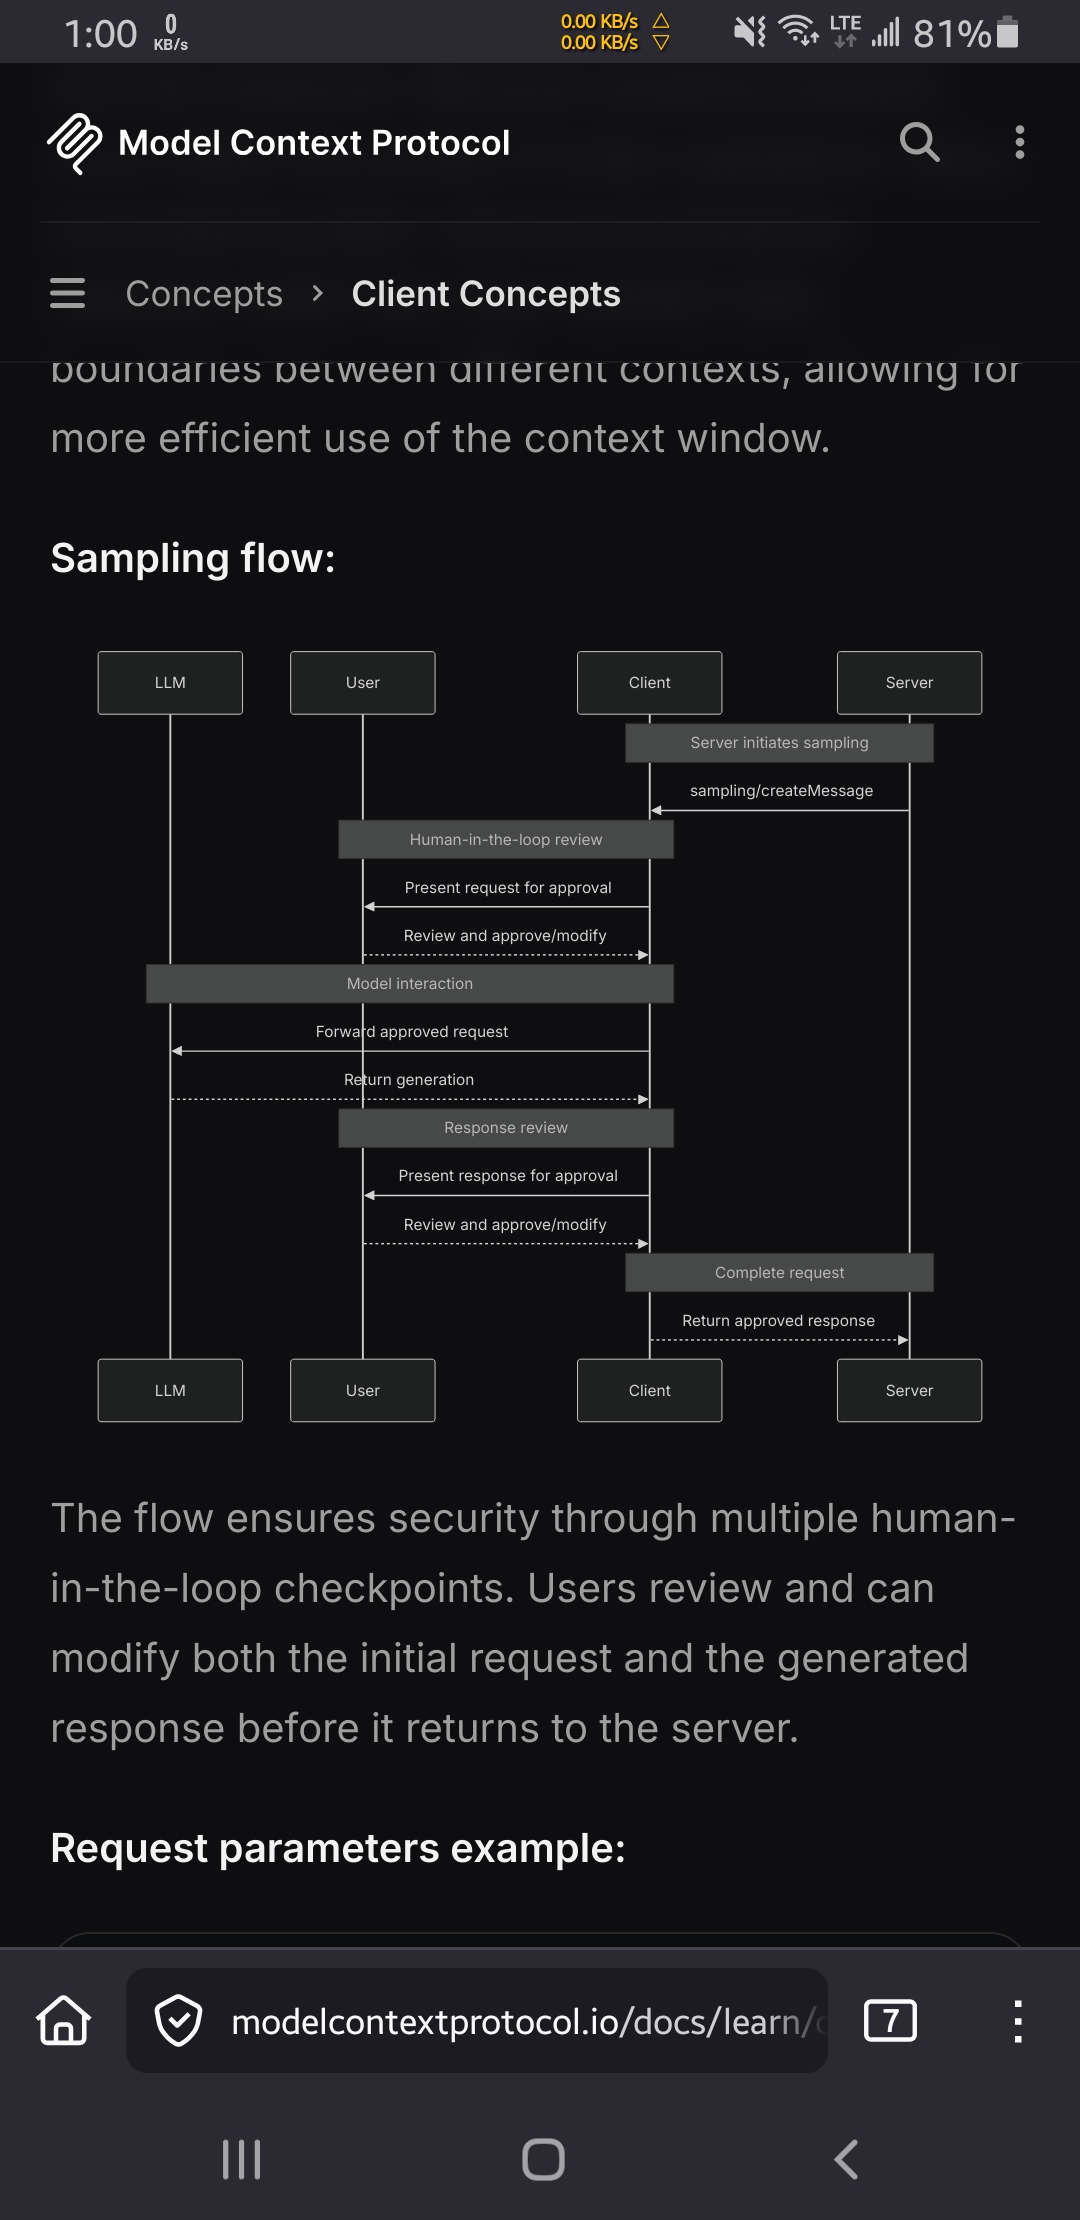 1:00 0 KB/s 0.00 KB/s 0.00 KB/s LTE 81%
Model Context Protocol
Concepts > Client Concepts
boundaries between different contexts, allowing for
more efficient use of the context window.
Sampling flow:
LLM User Client Server
Server initiates sampling
sampling/createMessage
Human-in-the-loop review
Present request for approval
Review and approve/modify
Model interaction
Forward approved request
Return generation
Response review
Present response for approval
Review and approve/modify
Complete request
Return approved response
LLM User Client Server
The flow ensures security through multiple human-
in-the-loop checkpoints. Users review and can
modify both the initial request and the generated
response before it returns to the server.
Request parameters example:
modelcontextprotocol.io/docs/learn/
7